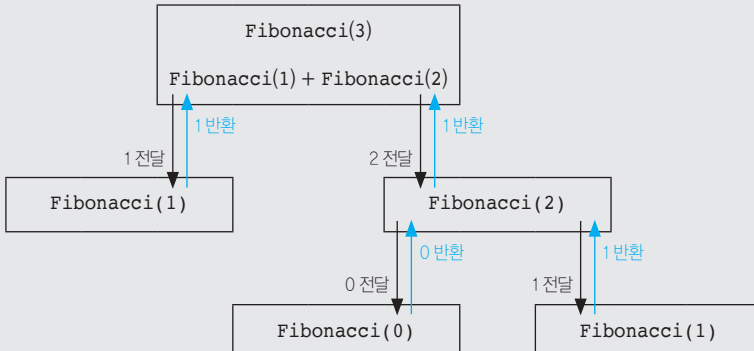 Fibonacci(3)
Fibonacci(1) + Fibonacci(2)
1 반환
1 반환
1 전달
2 전달
Fibonacci(1)
Fibonacci(2)
0 반환
1 반환
0 전달
1 전달
Fibonacci(0)
Fibonacci(1)